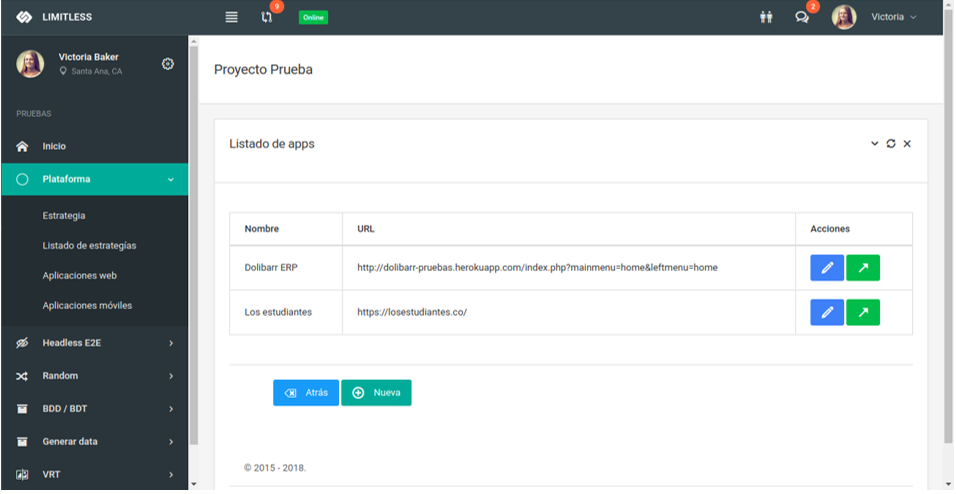 LIMITLESS
9
Online
2
Victoria
Victoria Baker
Santa Ana, CA
PRUEBAS
Inicio
Plataforma
Estrategia
Listado de estrategías
Aplicaciones web
Aplicaciones móviles
Headless E2E
Random
BDD / BDT
Generar data
VRT
Proyecto Prueba
Listado de apps
Nombre URL Acciones
Dolibarr ERP http://dolibarr-pruebas.herokuapp.com/index.php?mainmenu=home&leftmenu=home
Los estudiantes https://losestudiantes.co/
Atrás Nueva
© 2015 - 2018.